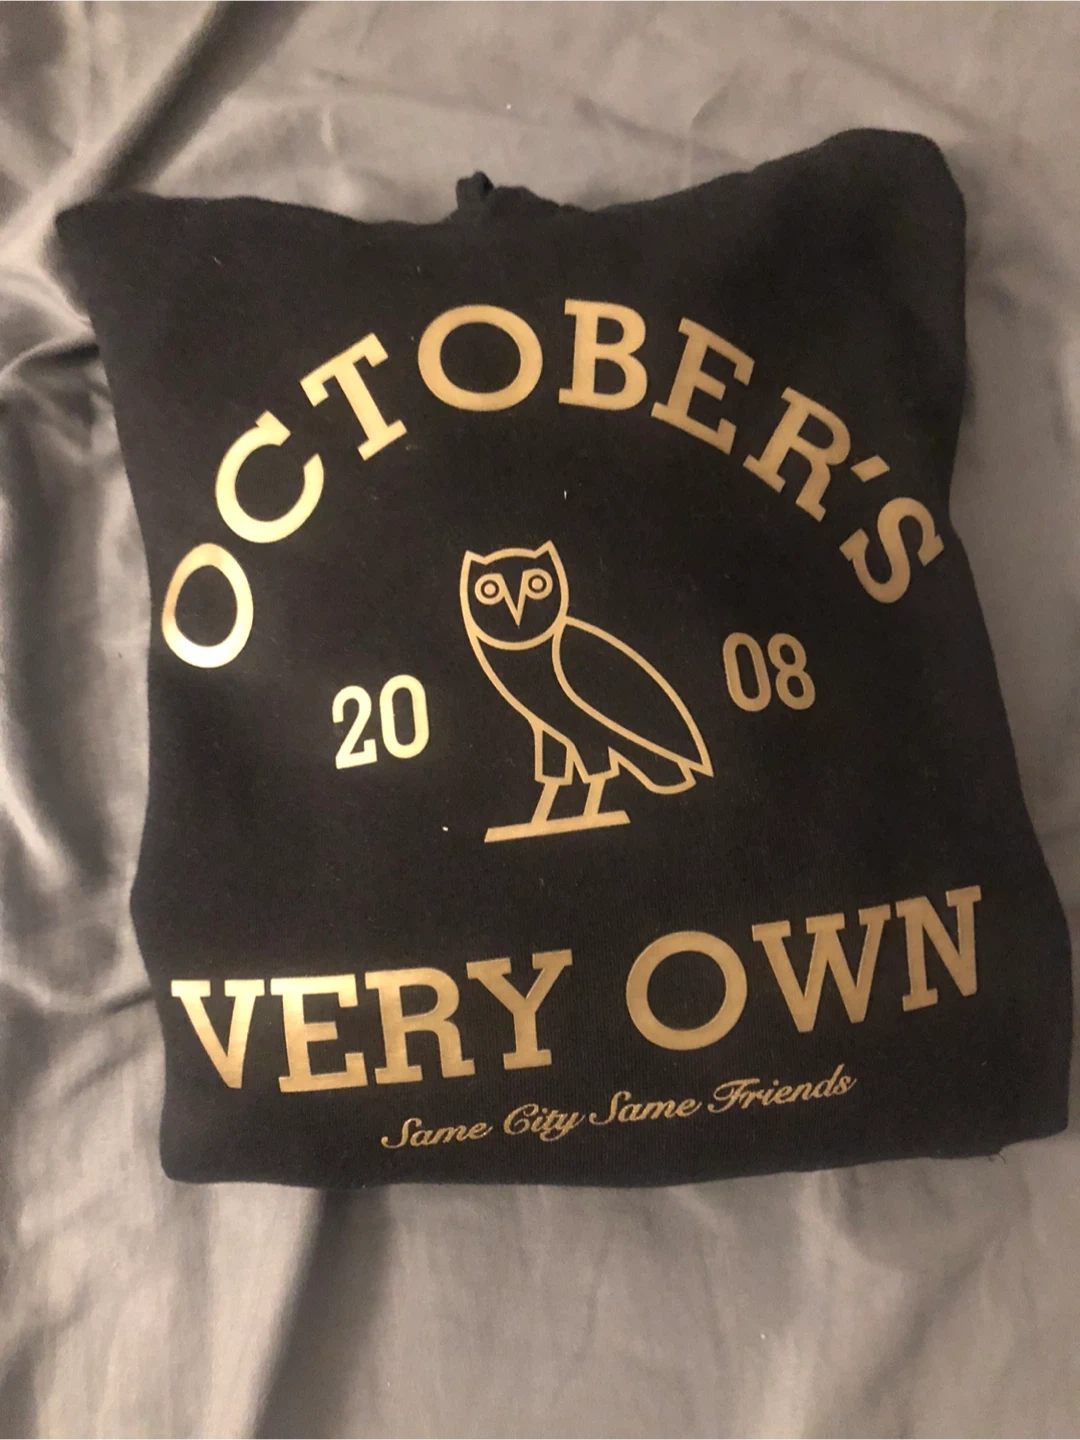 OCTOBER'S
20 08
VERY OWN
Same City Same Friends